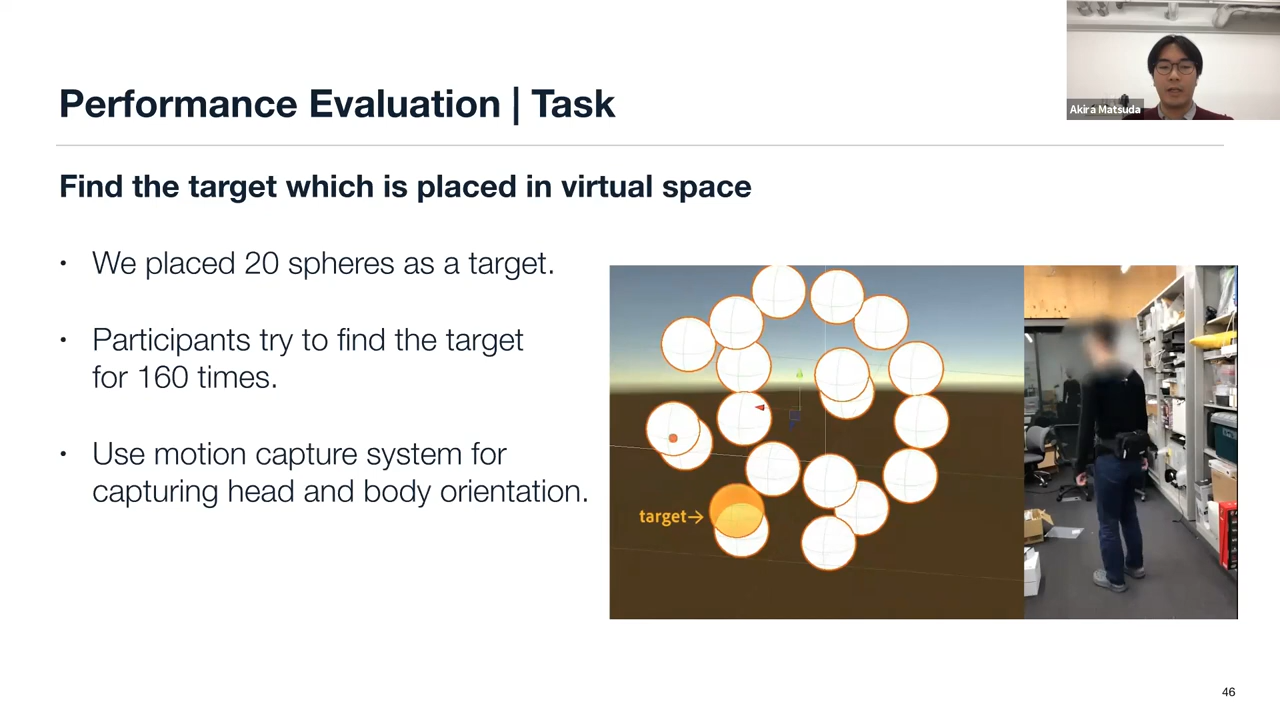 Akira Matsuda
Performance Evaluation | Task
Find the target which is placed in virtual space
• We placed 20 spheres as a target.
• Participants try to find the target
for 160 times.
• Use motion capture system for
capturing head and body orientation.
target→
46